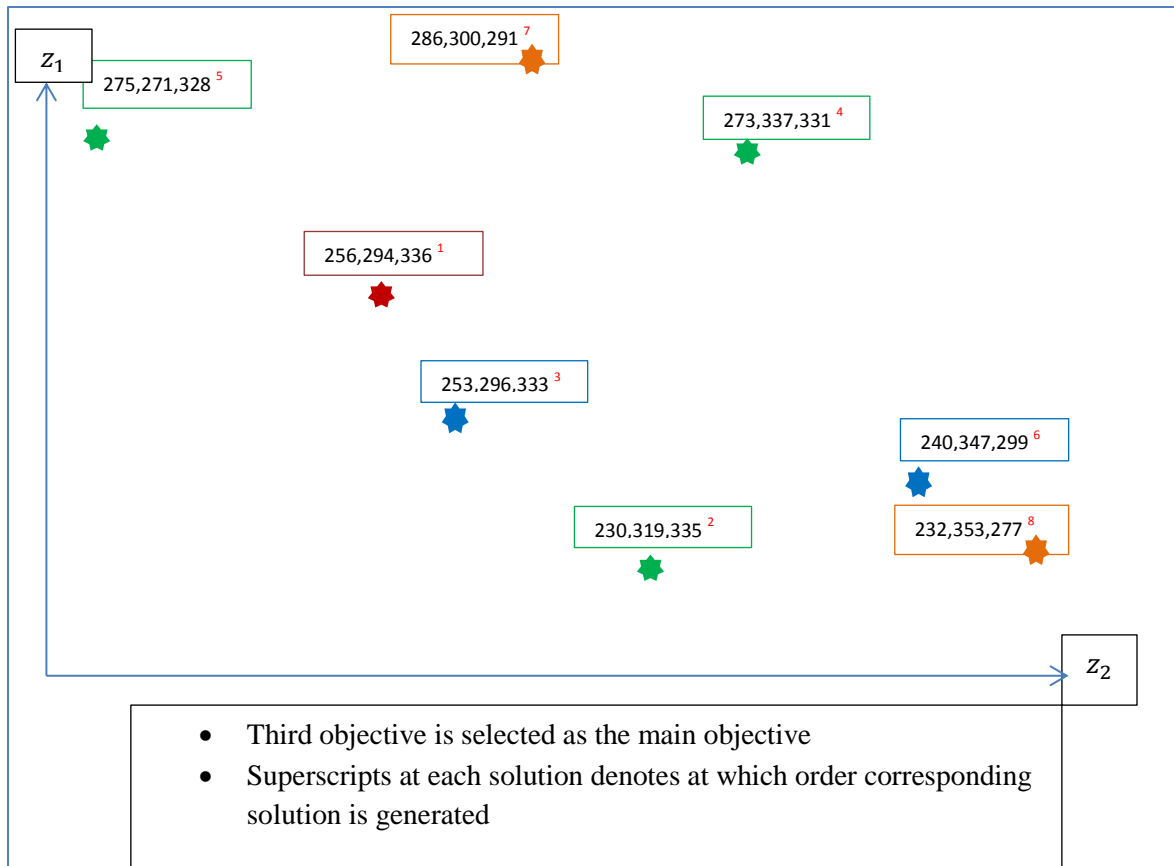 286,300,291 7
z1
275,271,328 5
273,337,331 4
256,294,336 1
253,296,333 3
240,347,299 6
230,319,335 2
232,353,277 8
z2
• Third objective is selected as the main objective
• Superscripts at each solution denotes at which order corresponding
solution is generated